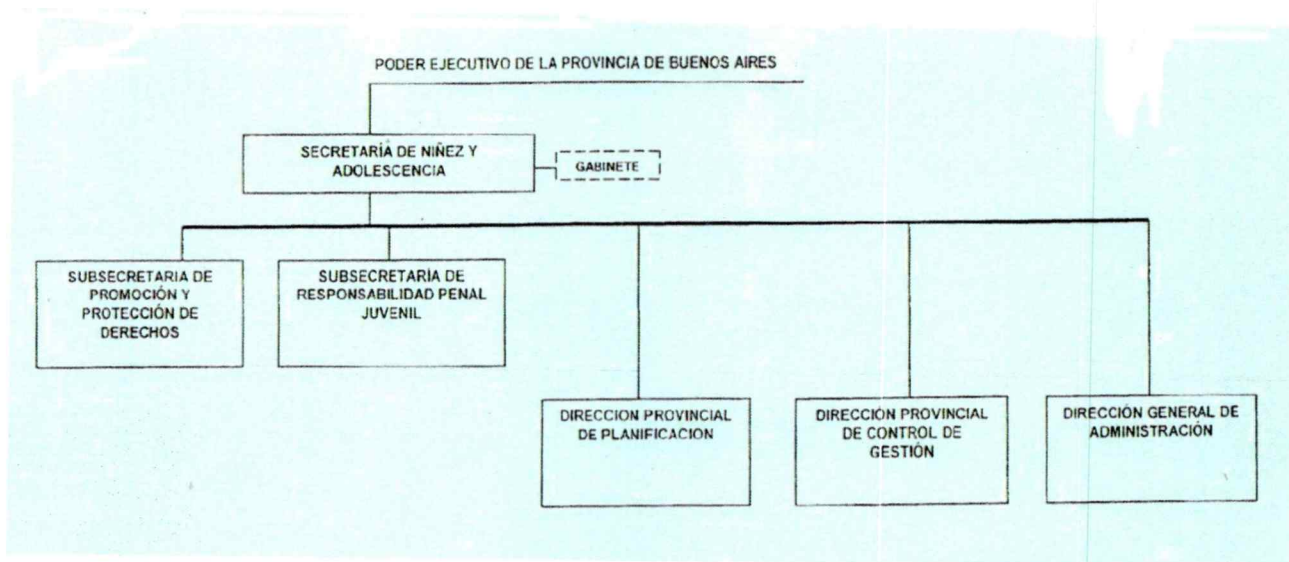 PODER EJECUTIVO DE LA PROVINCIA DE BUENOS AIRES
SECRETARÍA DE NIÑEZ Y
ADOLESCENCIA
GABINETE
SUBSECRETARIA DE
PROMOCIÓN Y
PROTECCIÓN DE
DERECHOS
SUBSECRETARÍA DE
RESPONSABILIDAD PENAL
JUVENIL
DIRECCION PROVINCIAL
DE PLANIFICACION
DIRECCIÓN PROVINCIAL
DE CONTROL DE
GESTIÓN
DIRECCIÓN GENERAL DE
ADMINISTRACIÓN